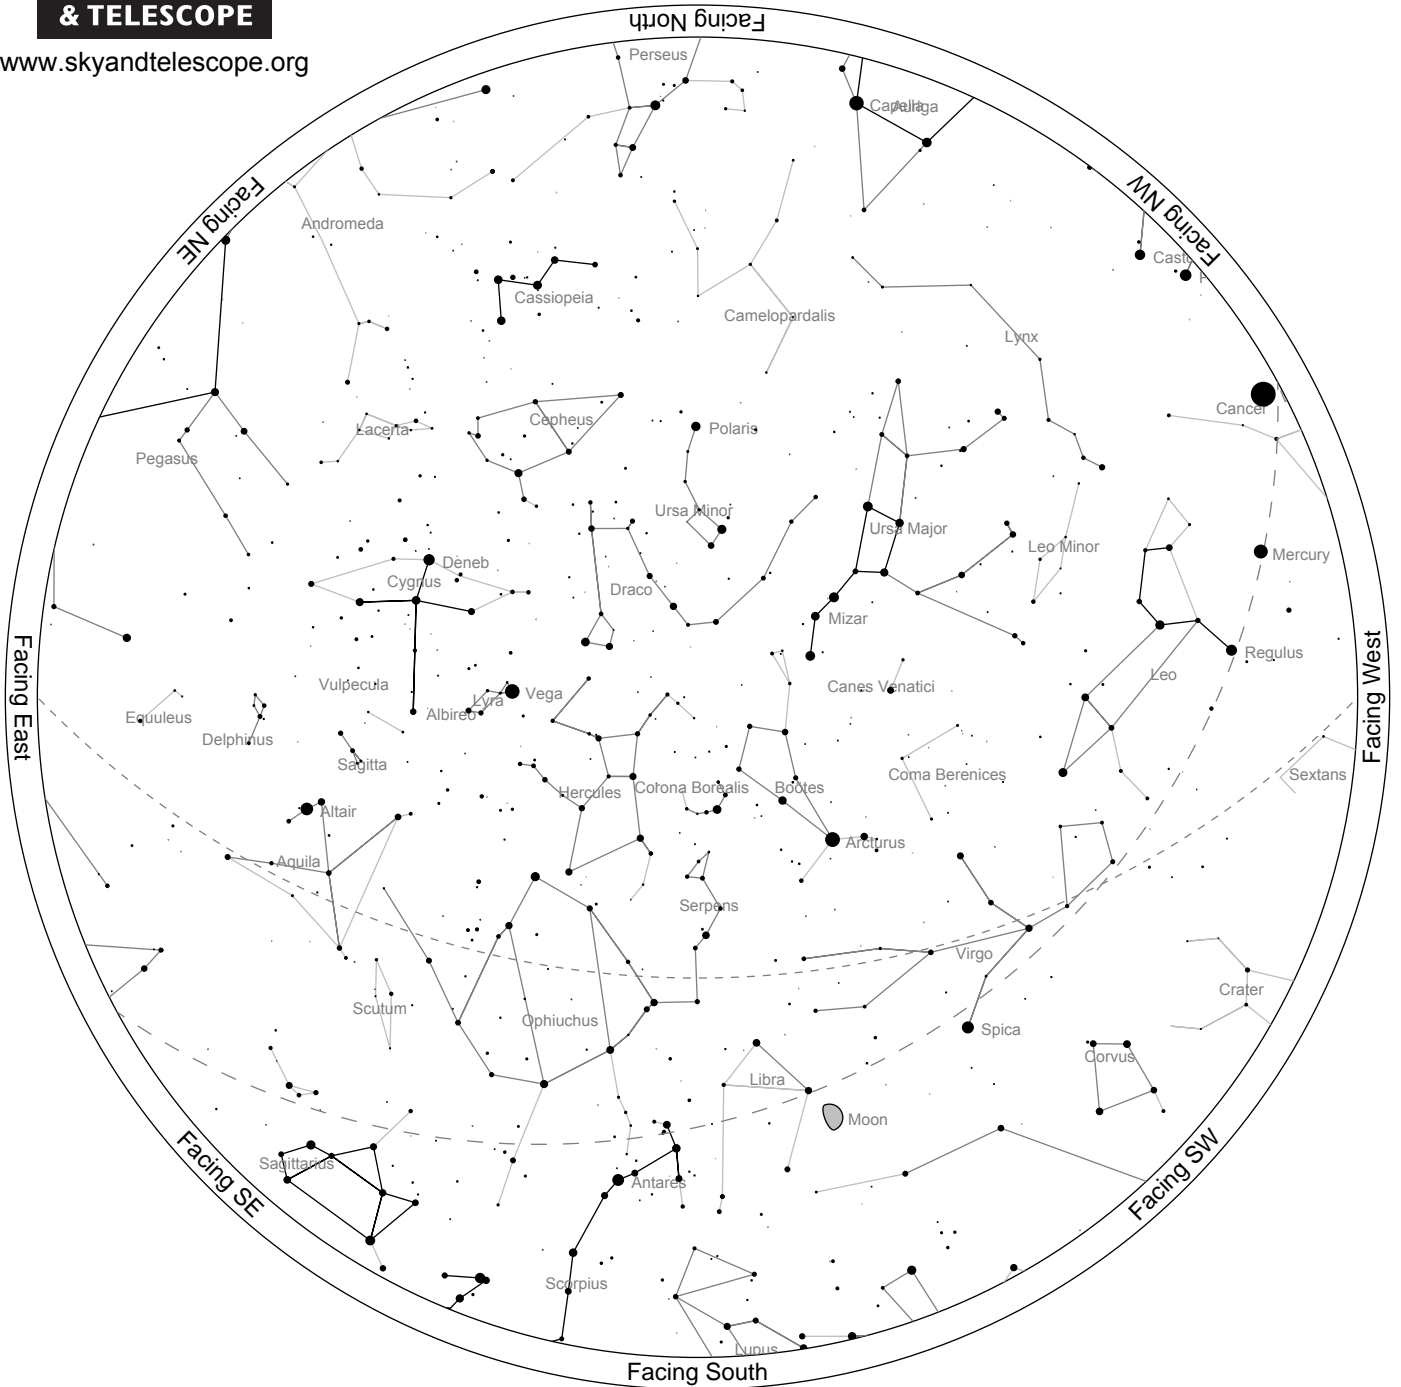 & TELESCOPE
www.skyandtelescope.org
Facing North
Perseus
Capella
Auriga
Facing NE
Facing NW
Andromeda
Cassiopeia
Camelopardalis
Lynx
Cancer
Cepheus
Polaris
Lacerta
Pegasus
Ursa Minor
Ursa Major
Leo Minor
Mercury
Deneb
Cygnus
Draco
Mizar
Regulus
Leo
Facing East
Facing West
Vulpecula
Canes Venatici
Vega
Lyra
Albireo
Equuleus
Delphinus
Sagitta
Coma Berenices
Sextans
Hercules
Corona Borealis
Boötes
Altair
Arcturus
Aquila
Serpens
Virgo
Crater
Scutum
Ophiuchus
Spica
Corvus
Libra
Moon
Sagittarius
Antares
Facing SE
Facing SW
Scorpius
Lupus
Facing South